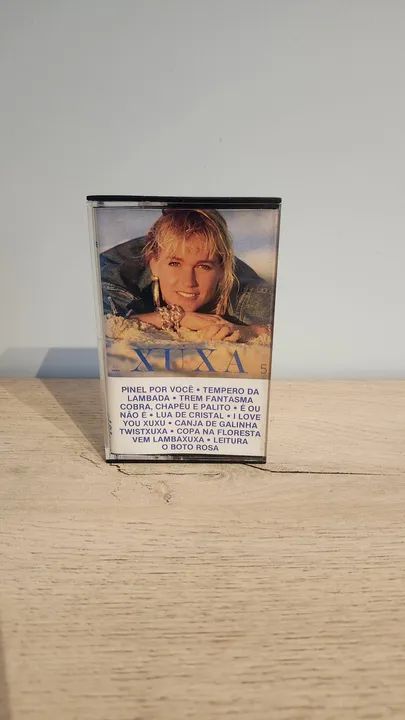 XUXA 5
PINEL POR VOCÊ • TEMPERO DA
LAMBADA • TREM FANTASMA
COBRA, CHAPÉU E PALITO • É OU
NÃO É • LUA DE CRISTAL • I LOVE
YOU XUXU • CANJA DE GALINHA
TWISTXUXA • COPA NA FLORESTA
VEM LAMBAXUXA • LEITURA
O BOTO ROSA